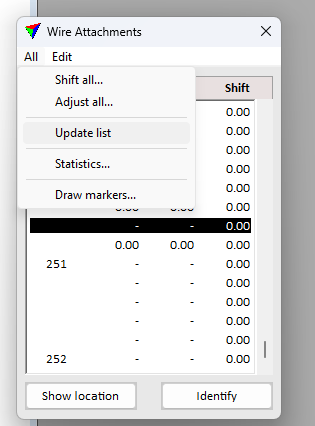 Wire Attachments
All Edit
Shift all...
Adjust all...
Update list
Statistics...
Draw markers...
Shift
0.00
0.00
0.00
0.00
0.00
0.00 0.00 0.00
- - 0.00
0.00 0.00 0.00
251 - - 0.00
- - 0.00
- - 0.00
- - 0.00
- - 0.00
252 - - 0.00
Show location Identify